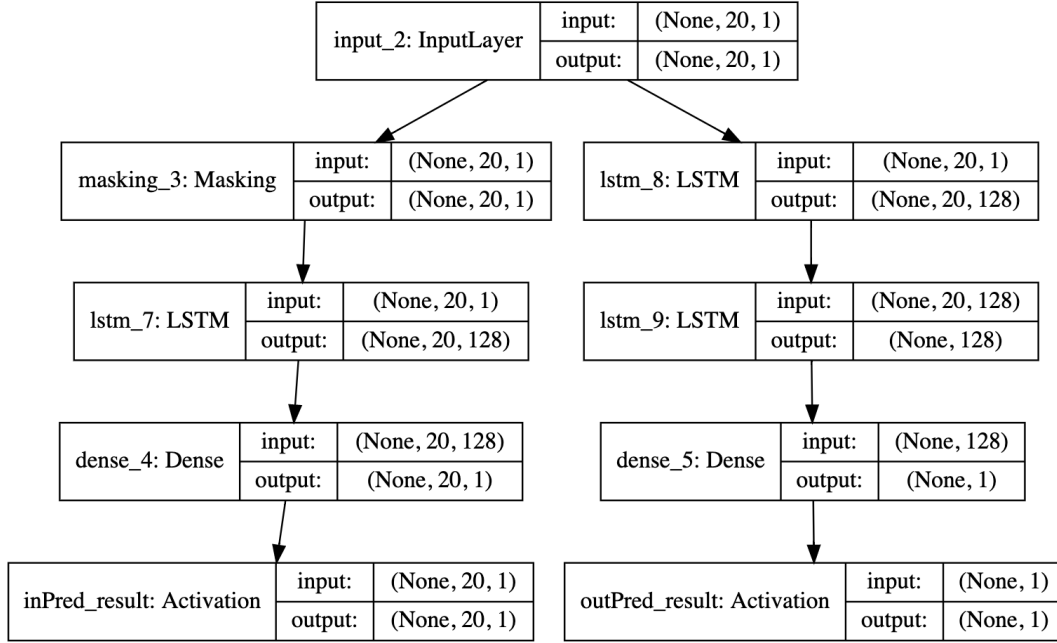 input_2: InputLayer
input: (None, 20, 1)
output: (None, 20, 1)
masking_3: Masking
input: (None, 20, 1)
output: (None, 20, 1)
lstm_8: LSTM
input: (None, 20, 1)
output: (None, 20, 128)
lstm_7: LSTM
input: (None, 20, 1)
output: (None, 20, 128)
lstm_9: LSTM
input: (None, 20, 128)
output: (None, 128)
dense_4: Dense
input: (None, 20, 128)
output: (None, 20, 1)
dense_5: Dense
input: (None, 128)
output: (None, 1)
inPred_result: Activation
input: (None, 20, 1)
output: (None, 20, 1)
outPred_result: Activation
input: (None, 1)
output: (None, 1)